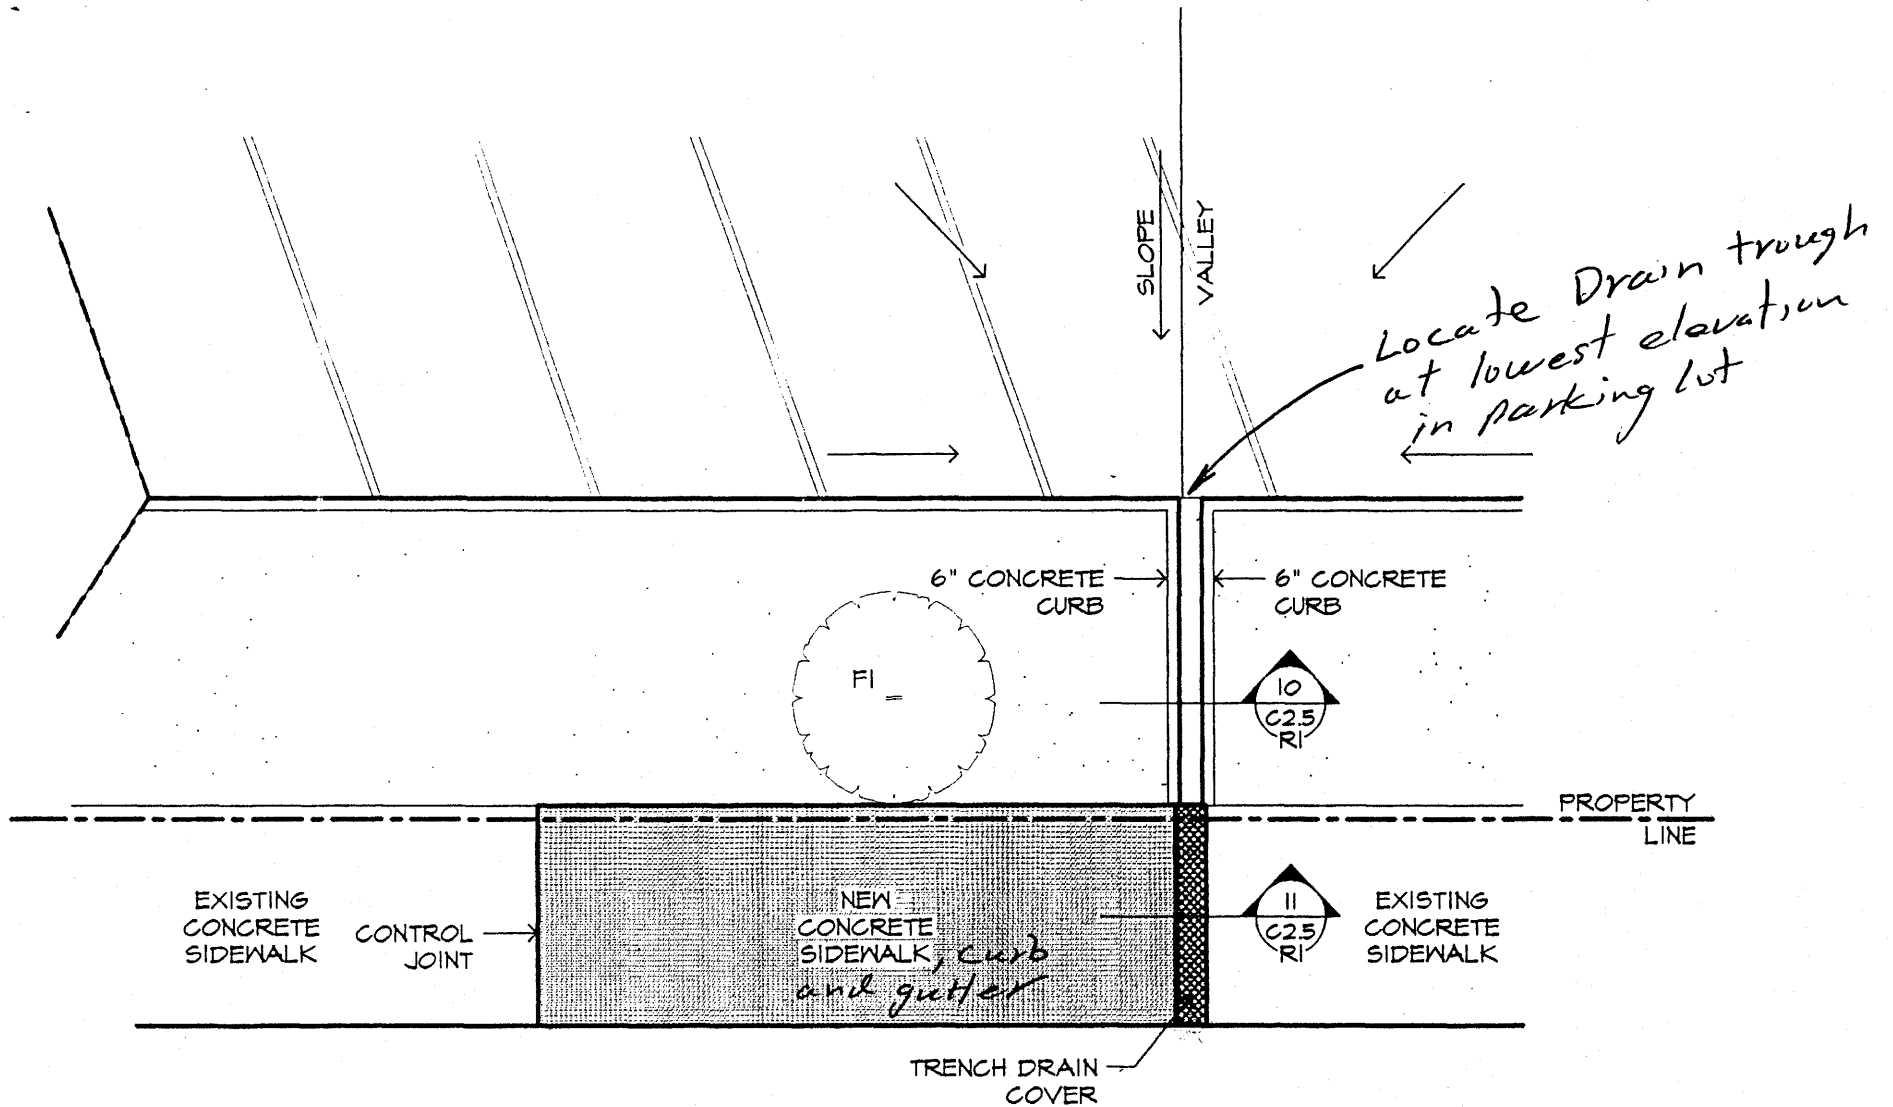 SLOPE
VALLEY
Locate Drain trough
at lowest elevation
in parking lot
6" CONCRETE
CURB
6" CONCRETE
CURB
FI
10
C2.5
R1
PROPERTY
LINE
EXISTING
CONCRETE
SIDEWALK
CONTROL
JOINT
NEW
CONCRETE
SIDEWALK, curb
and gutter
11
C2.5
R1
EXISTING
CONCRETE
SIDEWALK
TRENCH DRAIN
COVER